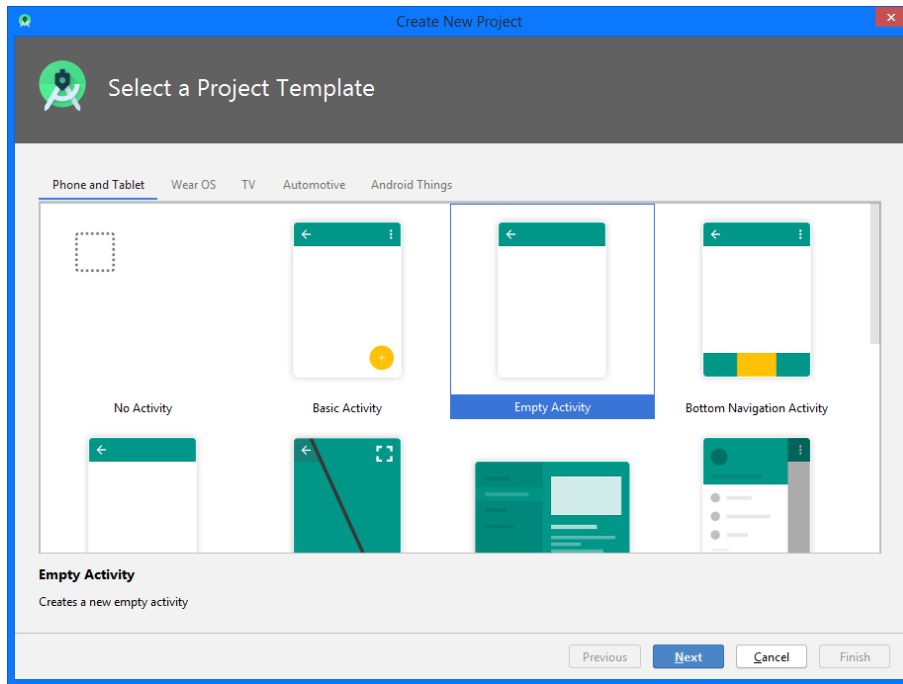 Create New Project
Select a Project Template
Phone and Tablet Wear OS TV Automotive Android Things
No Activity Basic Activity Empty Activity Bottom Navigation Activity
Empty Activity
Creates a new empty activity
Previous Next Cancel Finish